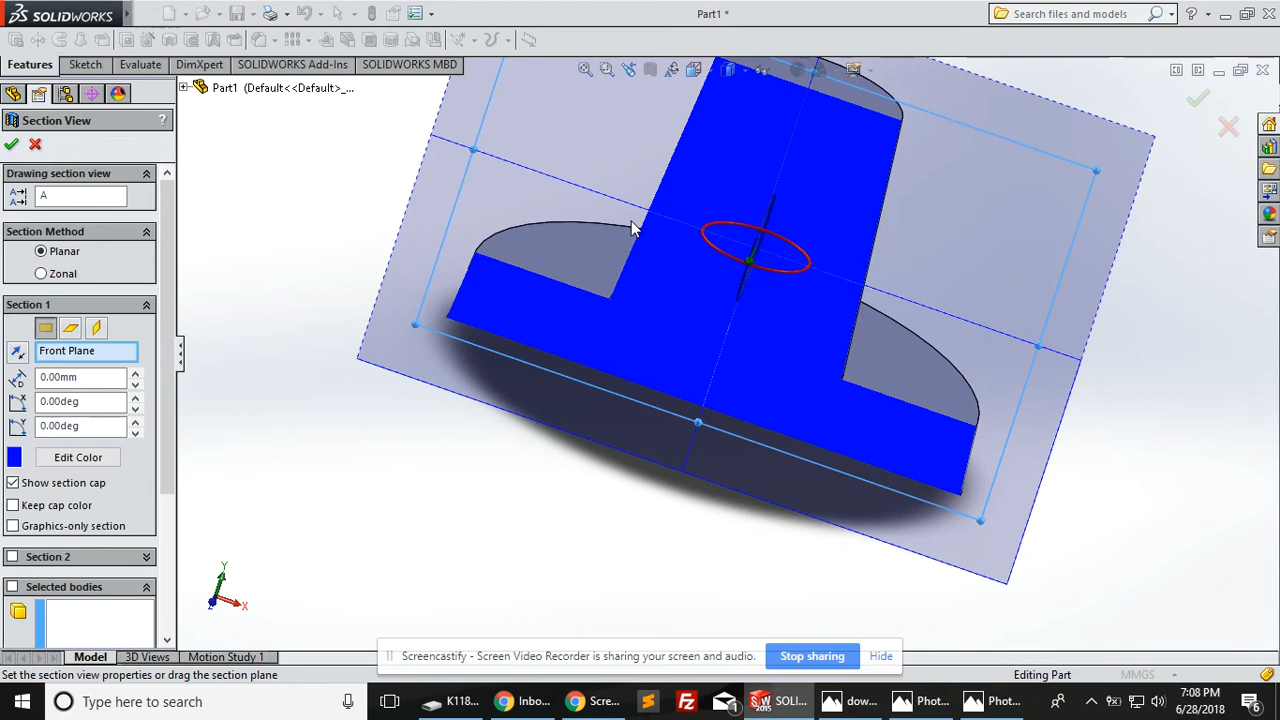 SOLIDWORKS
Part1 *
Search files and models
Features
Sketch
Evaluate
DimXpert
SOLIDWORKS Add-Ins
SOLIDWORKS MBD
Part1 (Default<<Default>_...
Section View
?
Drawing section view
A
Section Method
Planar
Zonal
Section 1
Front Plane
0.00mm
0.00deg
0.00deg
Edit Color
Show section cap
Keep cap color
Graphics-only section
Section 2
Selected bodies
Y
X
Z
Screencastify - Screen Video Recorder is sharing your screen and audio.
Stop sharing
Hide
Model
3D Views
Motion Study 1
Set the section view properties or drag the section plane
Editing Part
MMGS
Type here to search
K118...
Inbo...
Scre...
SOLI...
dow...
Phot...
Phot...
7:08 PM
6/28/2018